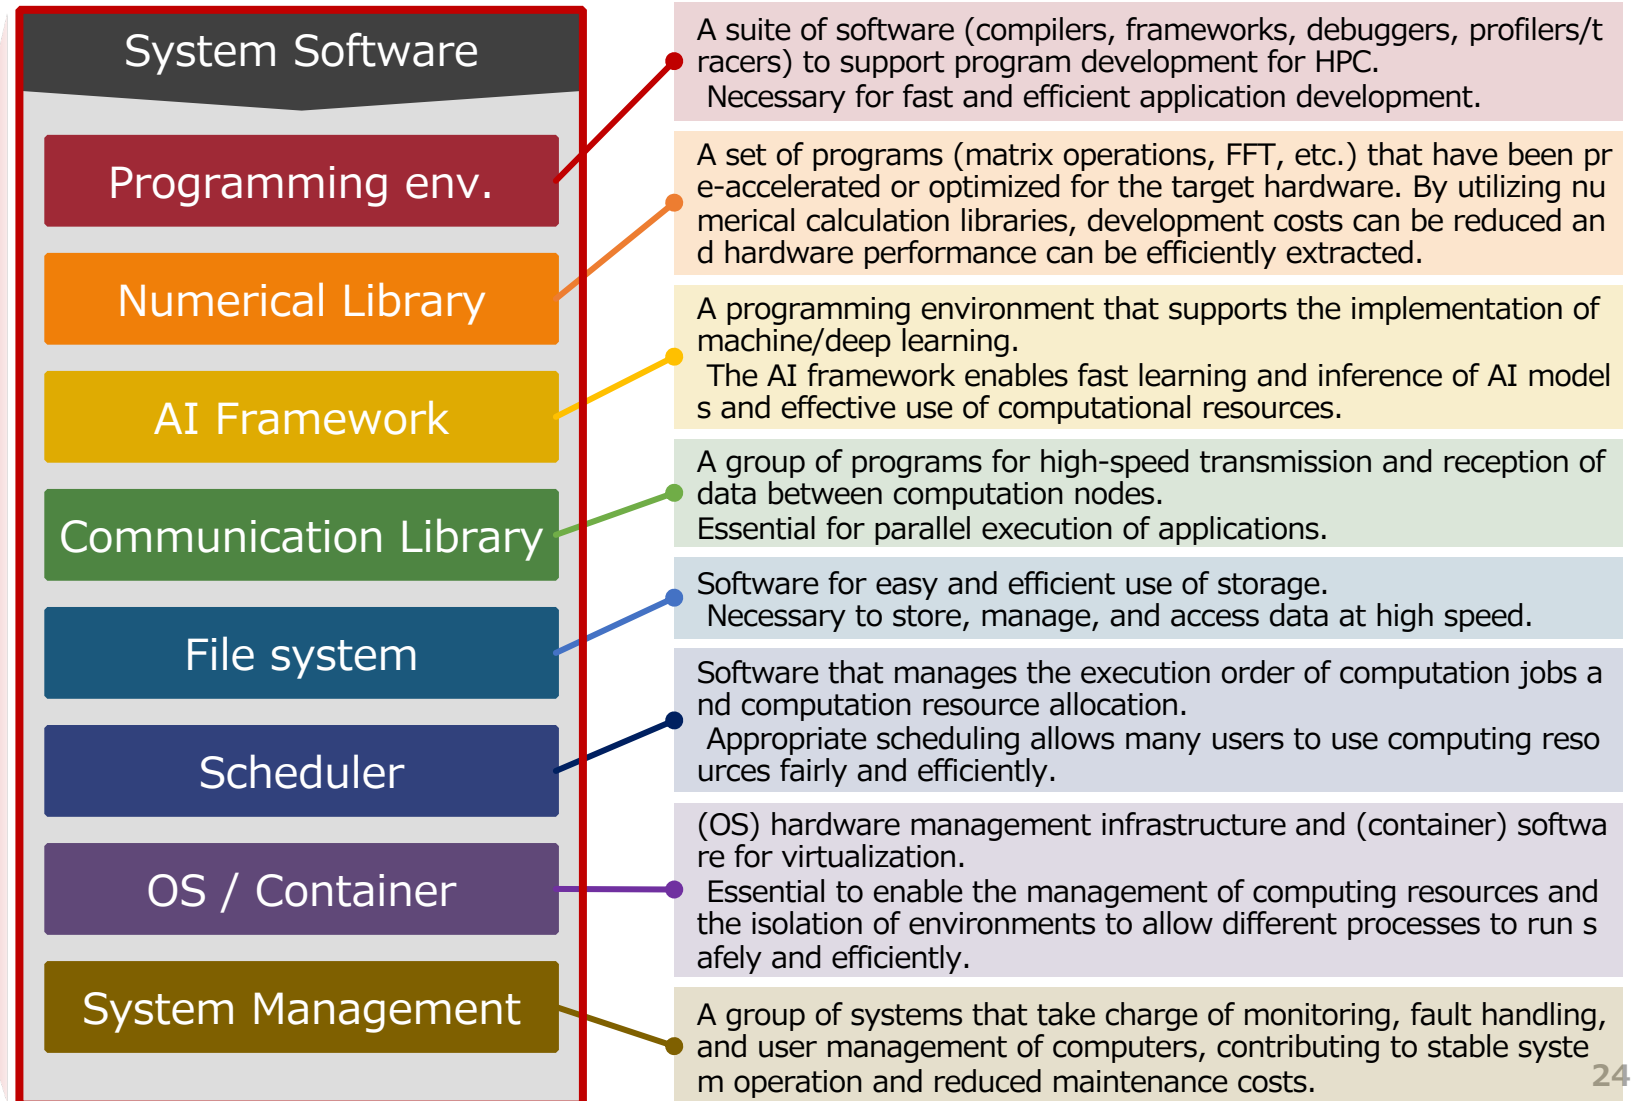 System Software
Programming env.
Numerical Library
AI Framework
Communication Library
File system
Scheduler
OS / Container
System Management
A suite of software (compilers, frameworks, debuggers, profilers/t
racers) to support program development for HPC.
Necessary for fast and efficient application development.
A set of programs (matrix operations, FFT, etc.) that have been pr
e-accelerated or optimized for the target hardware. By utilizing nu
merical calculation libraries, development costs can be reduced an
d hardware performance can be efficiently extracted.
A programming environment that supports the implementation of
machine/deep learning.
The AI framework enables fast learning and inference of AI model
s and effective use of computational resources.
A group of programs for high-speed transmission and reception of
data between computation nodes.
Essential for parallel execution of applications.
Software for easy and efficient use of storage.
Necessary to store, manage, and access data at high speed.
Software that manages the execution order of computation jobs a
nd computation resource allocation.
Appropriate scheduling allows many users to use computing reso
urces fairly and efficiently.
(OS) hardware management infrastructure and (container) softwa
re for virtualization.
Essential to enable the management of computing resources and
the isolation of environments to allow different processes to run s
afely and efficiently.
A group of systems that take charge of monitoring, fault handling,
and user management of computers, contributing to stable syste
m operation and reduced maintenance costs.
24